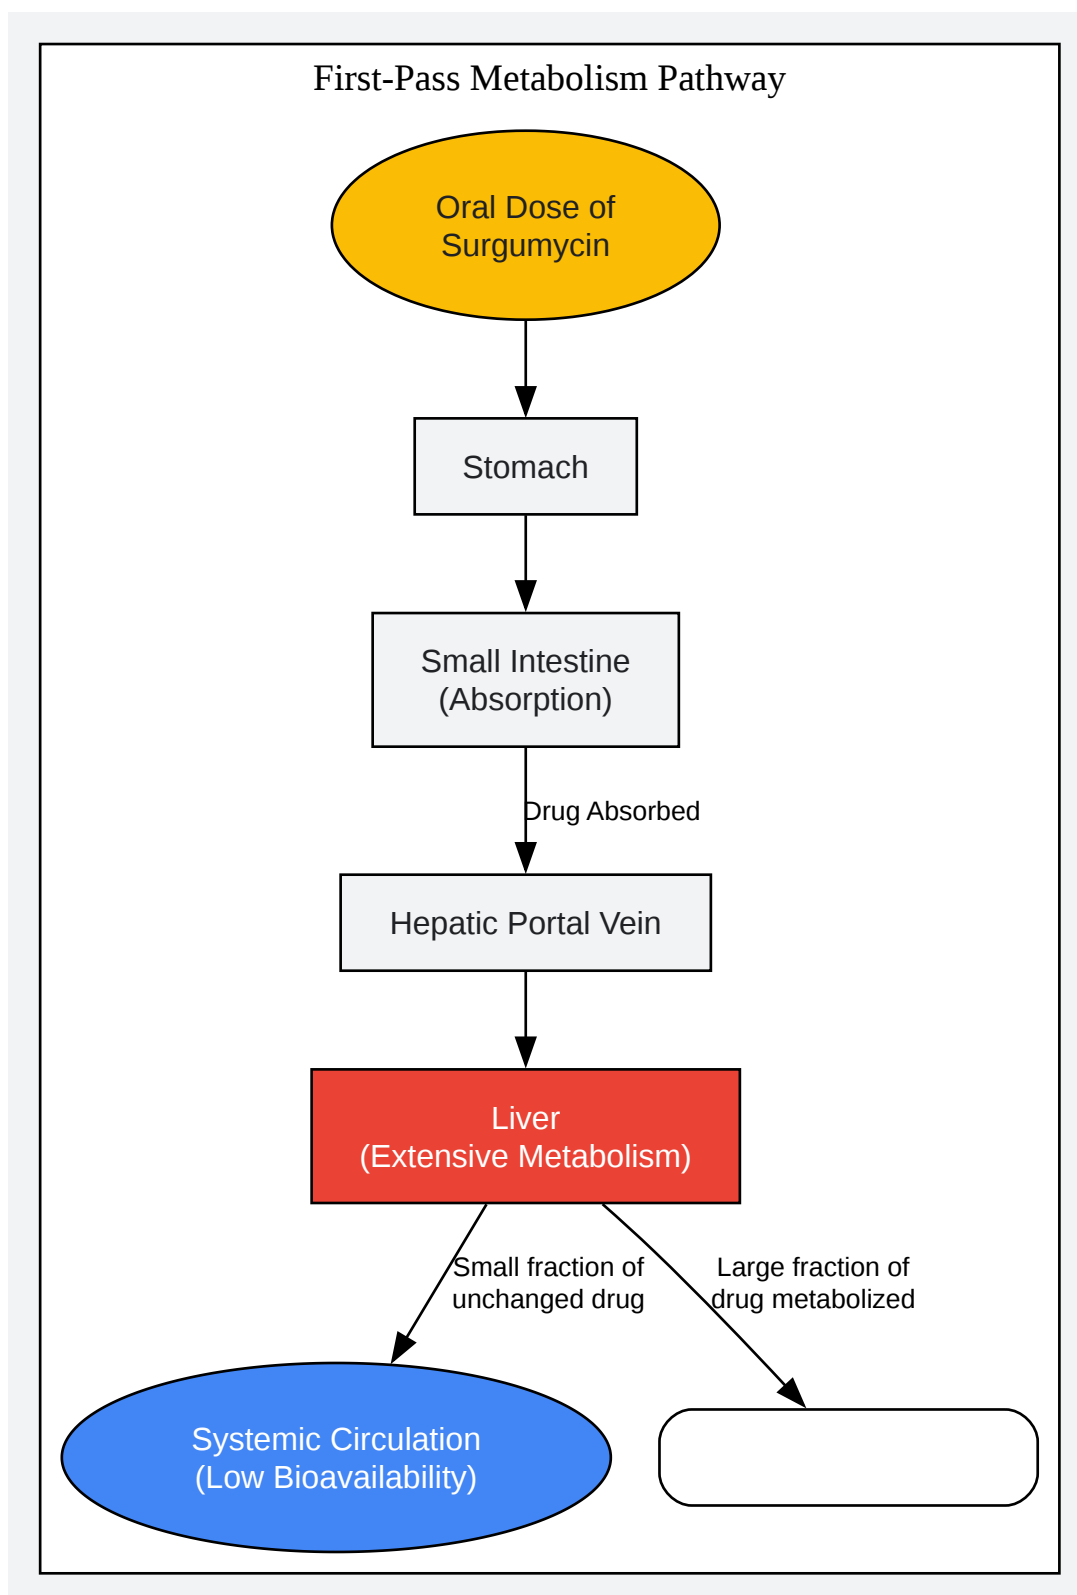 First-Pass Metabolism Pathway
Oral Dose of
Surgumycin
Stomach
Small Intestine
(Absorption)
Drug Absorbed
Hepatic Portal Vein
Liver
(Extensive Metabolism)
Small fraction of
unchanged drug
Large fraction of
drug metabolized
Systemic Circulation
(Low Bioavailability)